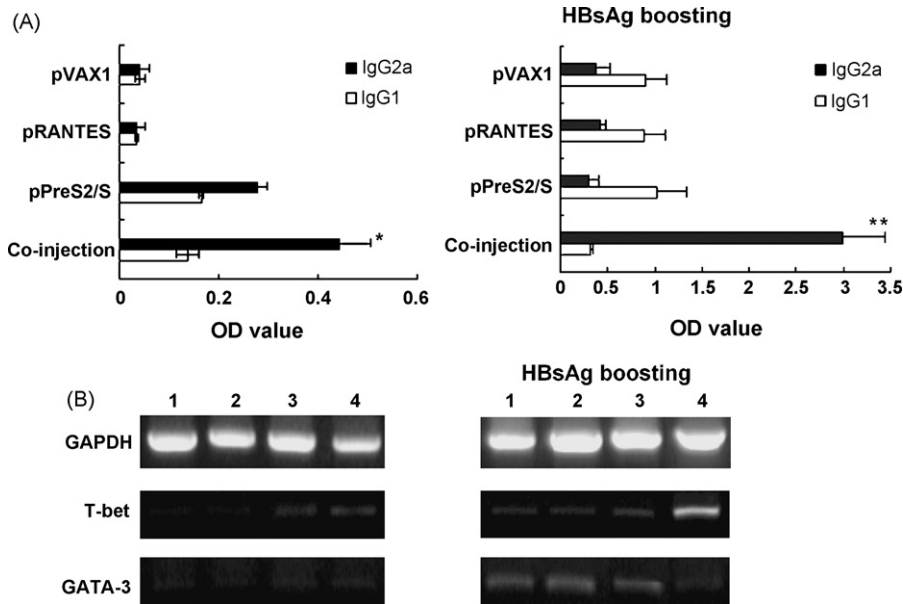 (A)
pVAX1
pRANTES
pPreS2/S
Co-injection
IgG2a
IgG1
*
0 0.2 0.4 0.6
OD value
HBsAg boosting
pVAX1
pRANTES
pPreS2/S
Co-injection
IgG2a
IgG1
**
0 0.5 1 1.5 2 2.5 3 3.5
OD value
(B)
1 2 3 4
HBsAg boosting
1 2 3 4
GAPDH
T-bet
GATA-3